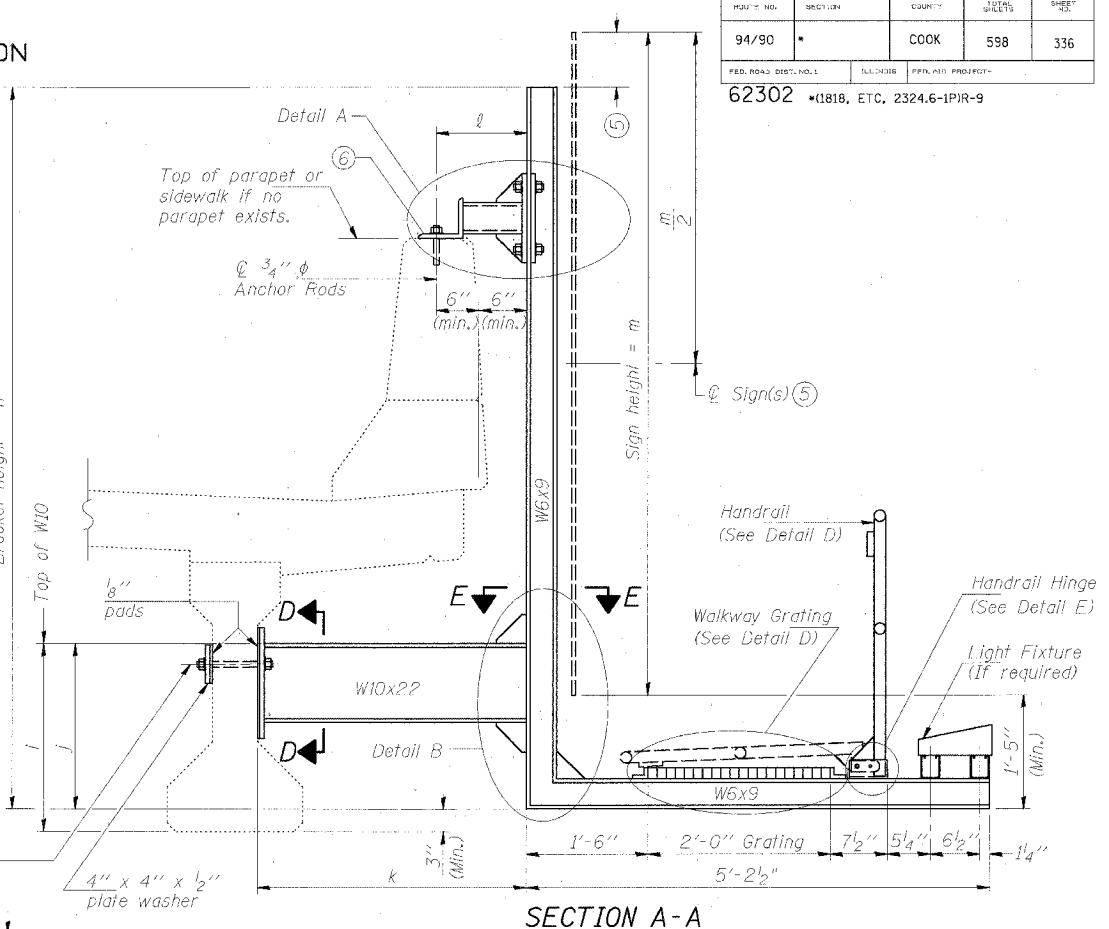 ROUTE NO. SECTION COUNTY TOTAL SHEETS SHEET NO.
94/90 * COOK 598 336
FED. ROAD DIST. NO. 1 ILLINOIS FED. AID PROJECT-
62302 *(1818, ETC, 2324.6-1P)R-9
ON
Detail A
ℓ
5
6
Top of parapet or
sidewalk if no
parapet exists.
m/2
℄ 3/4" ϕ
Anchor Rods
6" 6"
(min.) (min.)
Sign height = m
℄ Sign(s) 5
W6x9
Top of W10
Handrail
(See Detail D)
1/8"
pads
D
E E
Handrail Hinge
(See Detail E)
Walkway Grating
(See Detail D)
Light Fixture
(If required)
W10x22
i
j
D
Detail B
1'-5"
(Min.)
W6x9
3"
(Min.)
1'-6" 2'-0" Grating 7 1/2" 5 1/4" 6 1/2" 1 1/4"
4" x 4" x 1/2"
plate washer
k
5'-2 1/2"
SECTION A-A